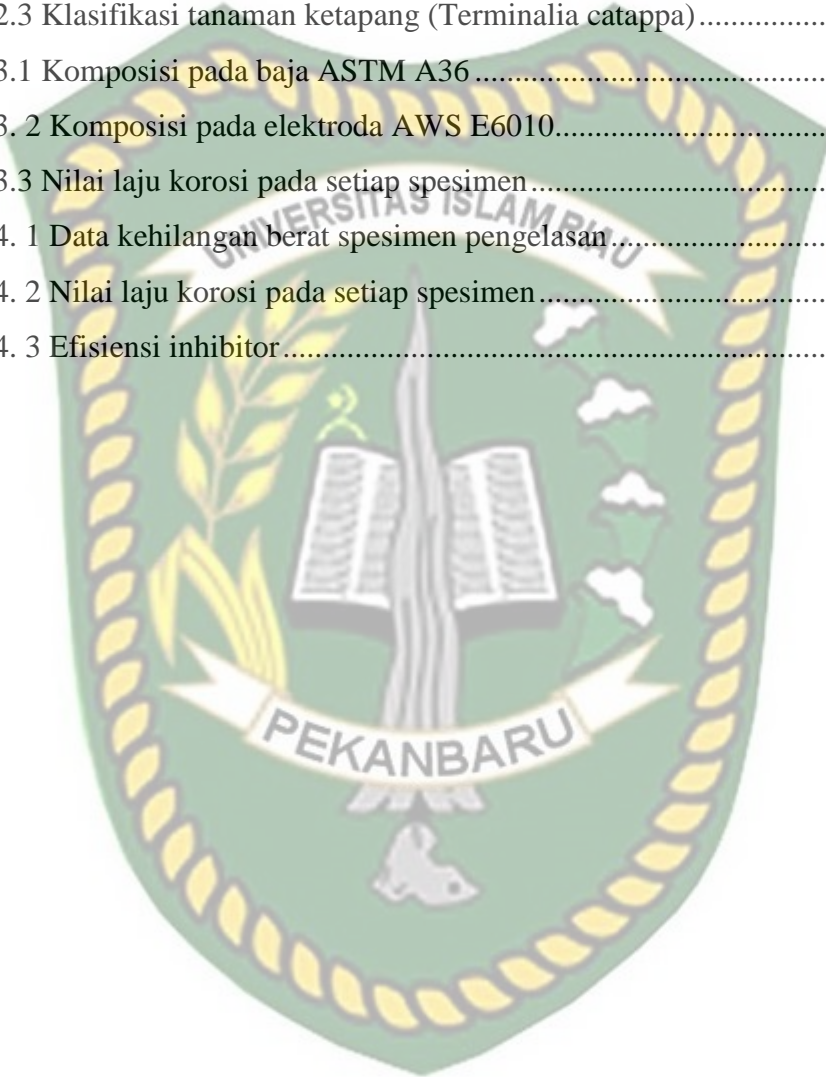 2.3 Klasifikasi tanaman ketapang (Terminalia catappa)....................
3.1 Komposisi pada baja ASTM A36....................
3. 2 Komposisi pada elektroda AWS E6010....................
3.3 Nilai laju korosi pada setiap spesimen....................
UNIVERSITAS ISLAM RIAU
4. 1 Data kehilangan berat spesimen pengelasan....................
4. 2 Nilai laju korosi pada setiap spesimen....................
4. 3 Efisiensi inhibitor....................
PEKANBARU